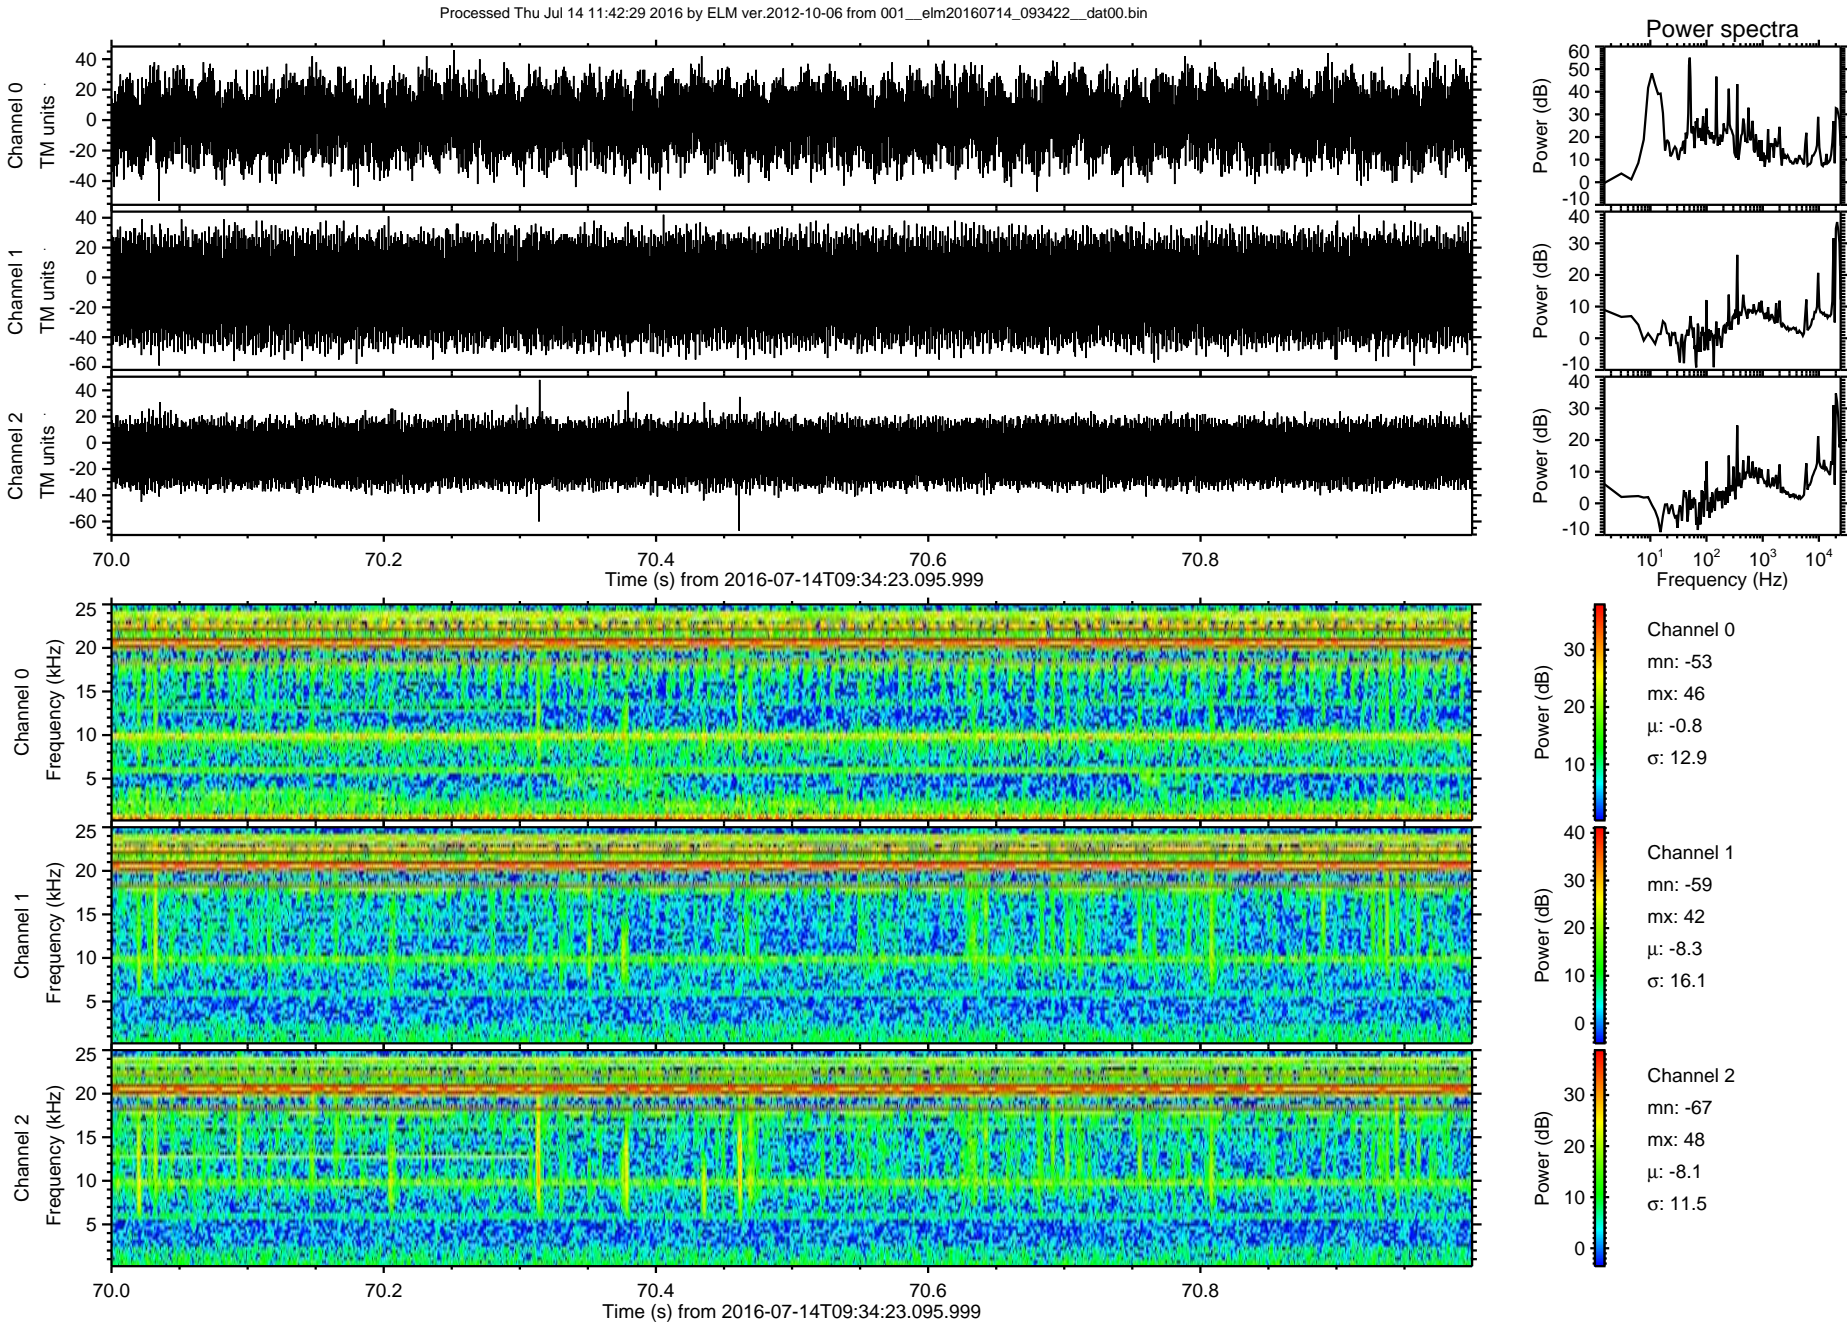 Processed Thu Jul 14 11:42:29 2016 by ELM ver.2012-10-06 from 001__elm20160714_093422__dat00.bin
Power spectra
Channel 0
TM units
40
20
0
-20
-40
Power (dB)
60
50
40
30
20
10
0
-10
Channel 1
TM units
40
20
0
-20
-40
-60
Power (dB)
40
30
20
10
0
-10
Channel 2
TM units
40
20
0
-20
-40
-60
Power (dB)
40
30
20
10
0
-10
70.0 70.2 70.4 70.6 70.8
Time (s) from 2016-07-14T09:34:23.095.999
10¹ 10² 10³ 10⁴
Frequency (Hz)
Channel 0
Frequency (kHz)
25
20
15
10
5
Power (dB)
30
20
10
Channel 0
mn: -53
mx: 46
μ: -0.8
σ: 12.9
Channel 1
Frequency (kHz)
25
20
15
10
5
Power (dB)
40
30
20
10
0
Channel 1
mn: -59
mx: 42
μ: -8.3
σ: 16.1
Channel 2
Frequency (kHz)
25
20
15
10
5
Power (dB)
30
20
10
0
Channel 2
mn: -67
mx: 48
μ: -8.1
σ: 11.5
70.0 70.2 70.4 70.6 70.8
Time (s) from 2016-07-14T09:34:23.095.999